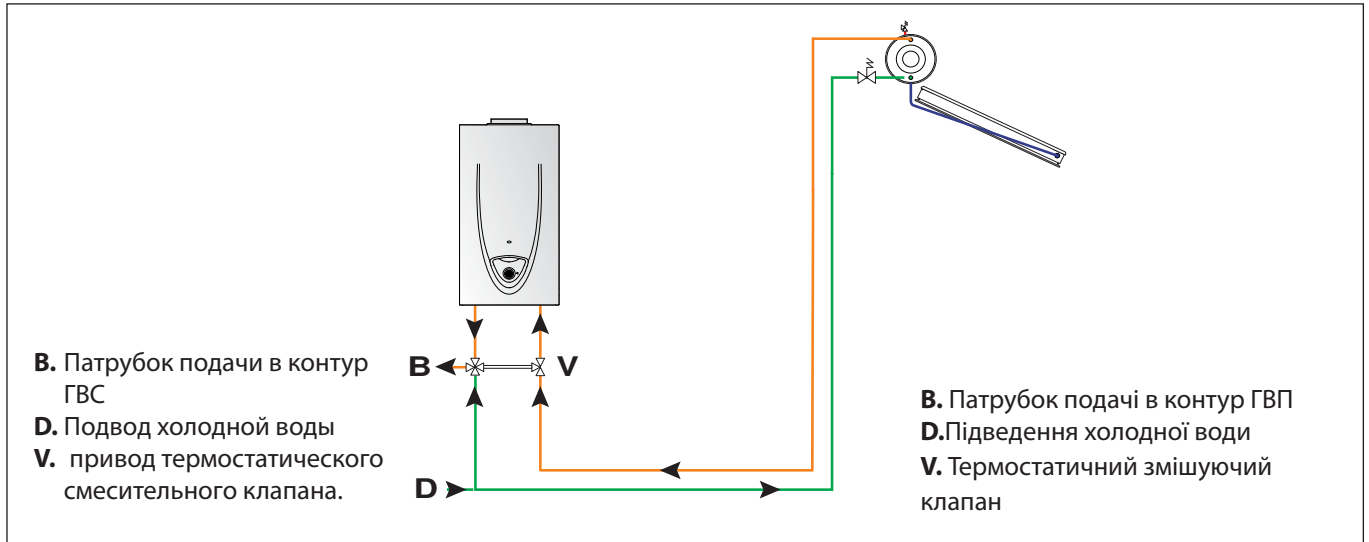 B
V
D
B. Патрубок подачи в контур
ГВС
D. Подвод холодной воды
V. привод термостатического
смесительного клапана.
B. Патрубок подачі в контур ГВП
D.Підведення холодної води
V. Термостатичний змішуючий
клапан